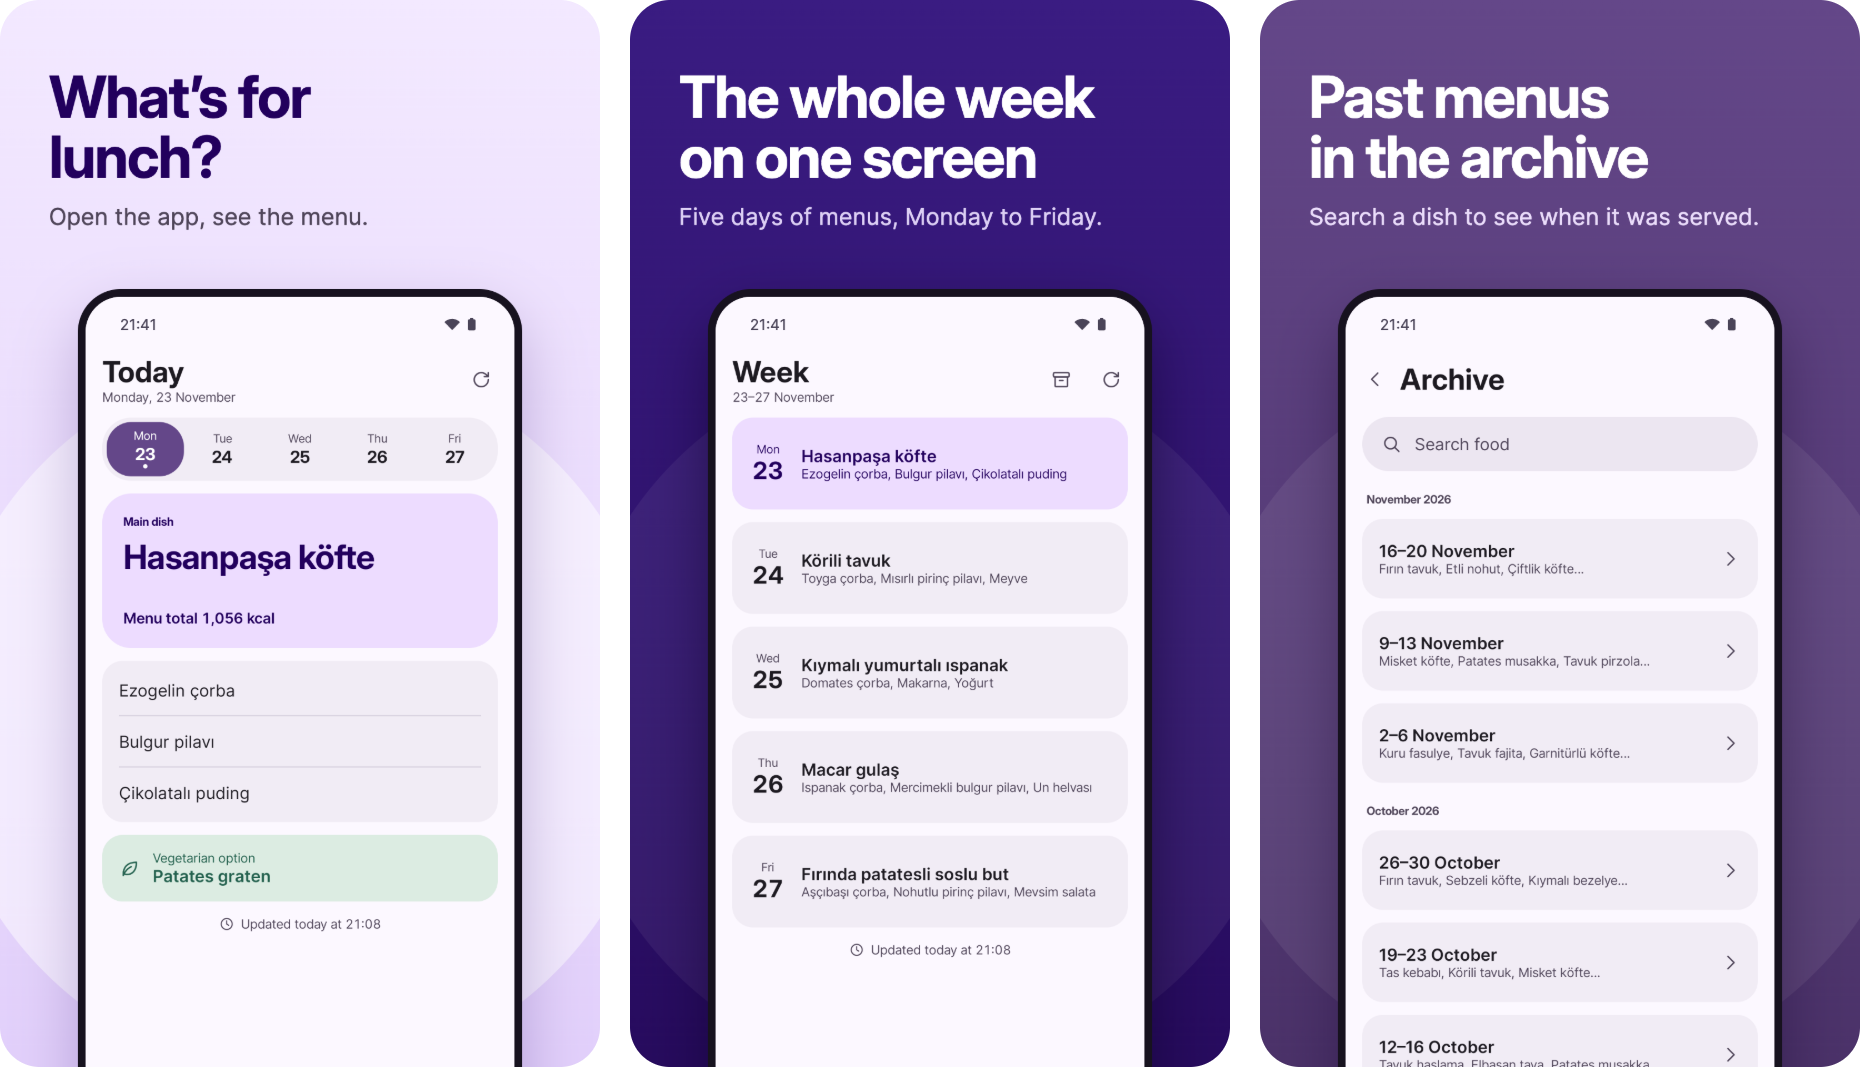 What's for
lunch?
Open the app, see the menu.
21:41
Today
Monday, 23 November
Mon Tue Wed Thu Fri
23 24 25 26 27
Main dish
Hasanpaşa köfte
Menu total 1,056 kcal
Ezogelin çorba
Bulgur pilavı
Çikolatalı puding
Vegetarian option
Patates graten
Updated today at 21:08
The whole week
on one screen
Five days of menus, Monday to Friday.
21:41
Week
23–27 November
Mon
23
Hasanpaşa köfte
Ezogelin çorba, Bulgur pilavı, Çikolatalı puding
Tue
24
Körili tavuk
Toyga çorba, Mısırlı pirinç pilavı, Meyve
Wed
25
Kıymalı yumurtalı ıspanak
Domates çorba, Makarna, Yoğurt
Thu
26
Macar gulaş
Ispanak çorba, Mercimekli bulgur pilavı, Un helvası
Fri
27
Fırında patatesli soslu but
Aşçıbaşı çorba, Nohutlu pirinç pilavı, Mevsim salata
Updated today at 21:08
Past menus
in the archive
Search a dish to see when it was served.
21:41
Archive
Search food
November 2026
16–20 November
Fırın tavuk, Etli nohut, Çiftlik köfte...
9–13 November
Misket köfte, Patates musakka, Tavuk pirzola...
2–6 November
Kuru fasulye, Tavuk fajita, Garnitürlü köfte...
October 2026
26–30 October
Fırın tavuk, Sebzeli köfte, Kıymalı bezelye...
19–23 October
Tas kebabı, Körili tavuk, Misket köfte...
12–16 October
Tavuk haşlama, Elbasan tava, Patates musakka